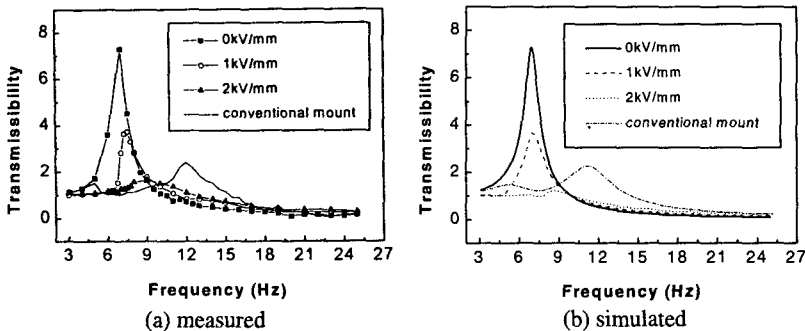 8
6
4
2
0
Transmissibility
0kV/mm
1kV/mm
2kV/mm
conventional mount
3 6 9 12 15 18 21 24 27
Frequency (Hz)
(a) measured
8
6
4
2
0
Transmissibility
0kV/mm
1kV/mm
2kV/mm
conventional mount
3 6 9 12 15 18 21 24 27
Frequency (Hz)
(b) simulated